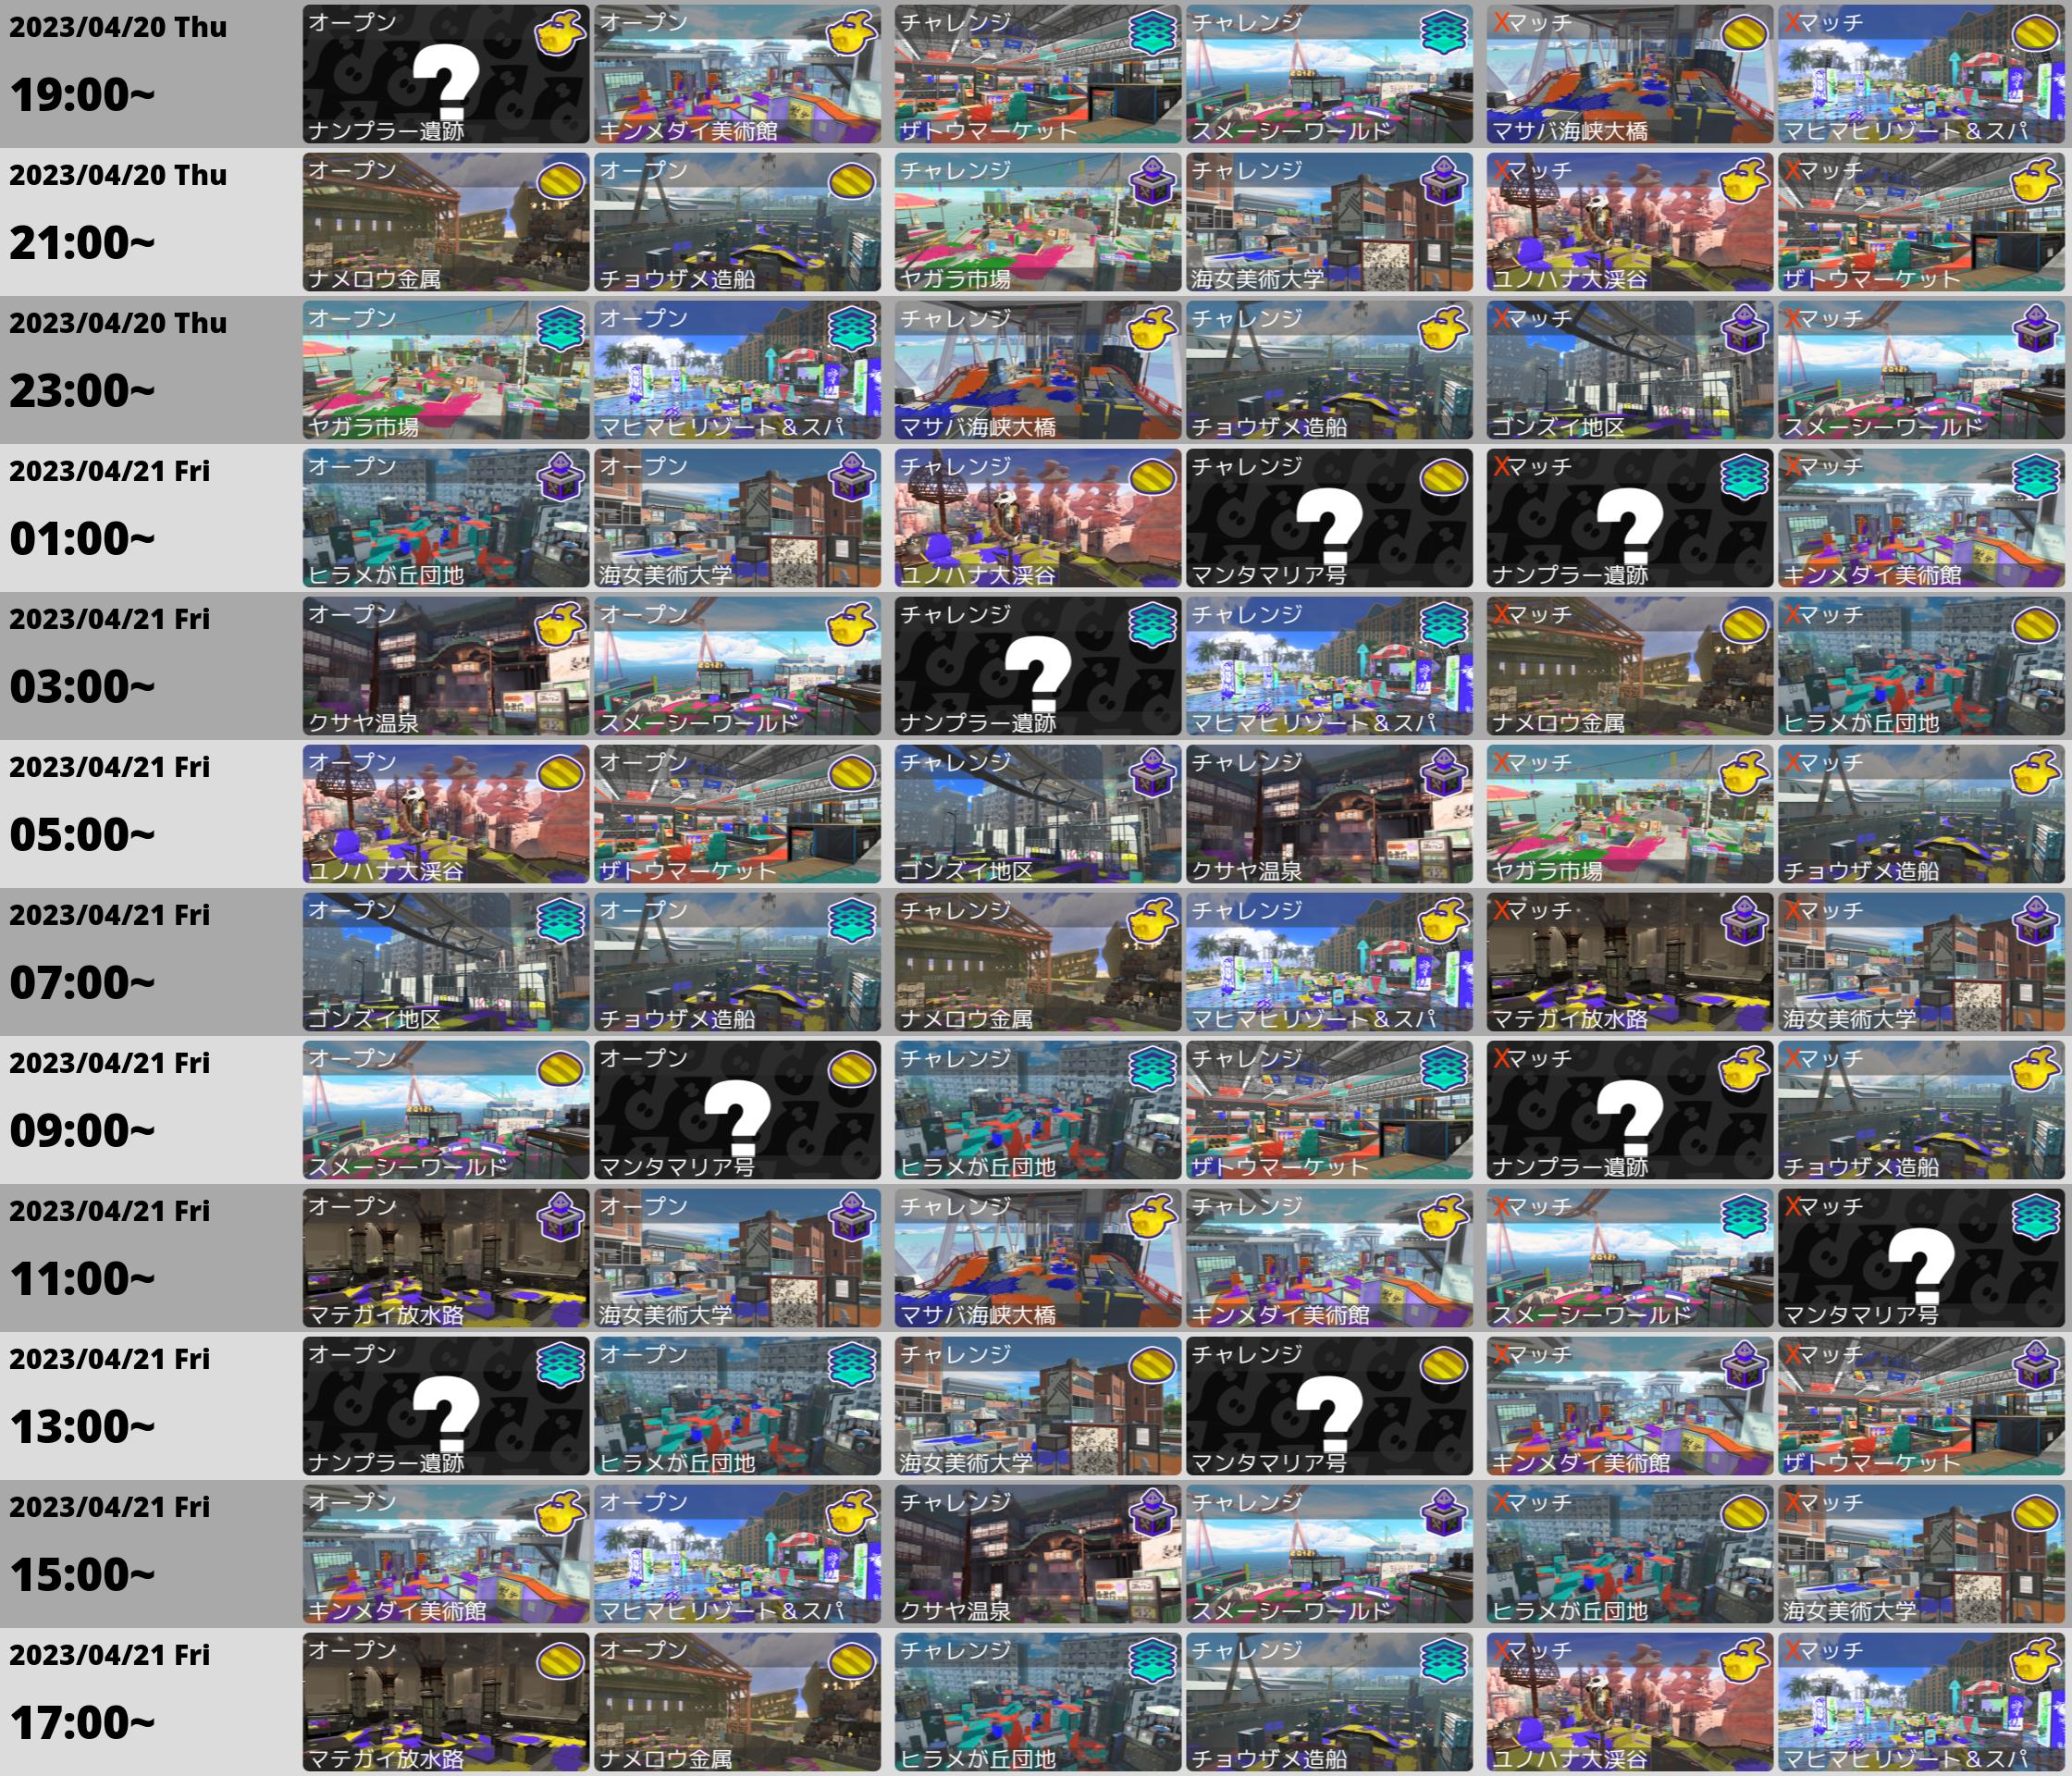 2023/04/20 Thu
19:00~
オープン オープン チャレンジ チャレンジ Xマッチ Xマッチ
ナンプラー遺跡 キンメダイ美術館 ザトウマーケット スメーシーワールド マサバ海峡大橋 マヒマヒリゾート＆スパ
2023/04/20 Thu
21:00~
オープン オープン チャレンジ チャレンジ Xマッチ Xマッチ
ナメロウ金属 チョウザメ造船 ヤガラ市場 海女美術大学 ユノハナ大渓谷 ザトウマーケット
2023/04/20 Thu
23:00~
オープン オープン チャレンジ チャレンジ Xマッチ Xマッチ
ヤガラ市場 マヒマヒリゾート＆スパ マサバ海峡大橋 チョウザメ造船 ゴンズイ地区 スメーシーワールド
2023/04/21 Fri
01:00~
オープン オープン チャレンジ チャレンジ Xマッチ Xマッチ
ヒラメが丘団地 海女美術大学 ユノハナ大渓谷 マンタマリア号 ナンプラー遺跡 キンメダイ美術館
2023/04/21 Fri
03:00~
オープン オープン チャレンジ チャレンジ Xマッチ Xマッチ
クサヤ温泉 スメーシーワールド ナンプラー遺跡 マヒマヒリゾート＆スパ ナメロウ金属 ヒラメが丘団地
2023/04/21 Fri
05:00~
オープン オープン チャレンジ チャレンジ Xマッチ Xマッチ
ユノハナ大渓谷 ザトウマーケット ゴンズイ地区 クサヤ温泉 ヤガラ市場 チョウザメ造船
2023/04/21 Fri
07:00~
オープン オープン チャレンジ チャレンジ Xマッチ Xマッチ
ゴンズイ地区 チョウザメ造船 ナメロウ金属 マヒマヒリゾート＆スパ マテガイ放水路 海女美術大学
2023/04/21 Fri
09:00~
オープン オープン チャレンジ チャレンジ Xマッチ Xマッチ
スメーシーワールド マンタマリア号 ヒラメが丘団地 ザトウマーケット ナンプラー遺跡 チョウザメ造船
2023/04/21 Fri
11:00~
オープン オープン チャレンジ チャレンジ Xマッチ Xマッチ
マテガイ放水路 海女美術大学 マサバ海峡大橋 キンメダイ美術館 スメーシーワールド マンタマリア号
2023/04/21 Fri
13:00~
オープン オープン チャレンジ チャレンジ Xマッチ Xマッチ
ナンプラー遺跡 ヒラメが丘団地 海女美術大学 マンタマリア号 キンメダイ美術館 ザトウマーケット
2023/04/21 Fri
15:00~
オープン オープン チャレンジ チャレンジ Xマッチ Xマッチ
キンメダイ美術館 マヒマヒリゾート＆スパ クサヤ温泉 スメーシーワールド ヒラメが丘団地 海女美術大学
2023/04/21 Fri
17:00~
オープン オープン チャレンジ チャレンジ Xマッチ Xマッチ
マテガイ放水路 ナメロウ金属 ヒラメが丘団地 チョウザメ造船 ユノハナ大渓谷 マヒマヒリゾート＆スパ